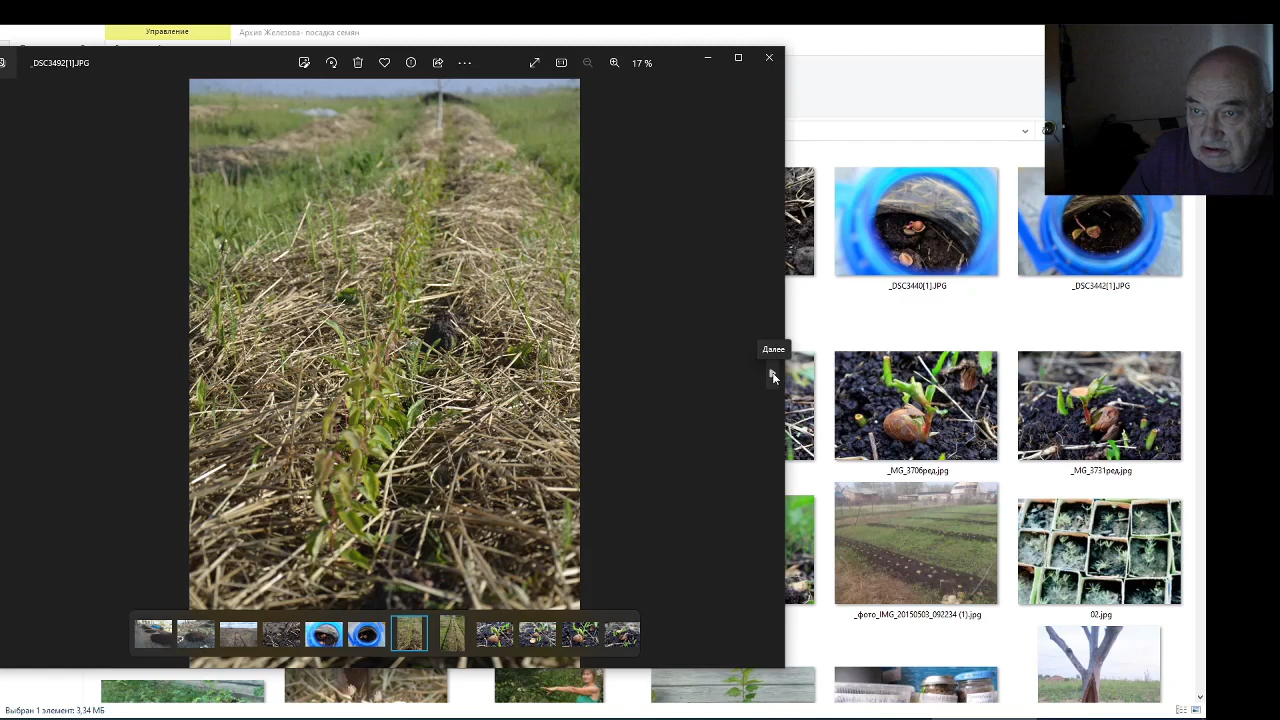 Управление
Архив Железова- посадка семян
_DSC3492[1].JPG
17 %
Далее
_DSC3440[1].JPG
_DSC3442[1].JPG
_MG_3706ред.jpg
_MG_3731ред.jpg
_фото_IMG_20150503_092234 (1).jpg
02.jpg
Выбран 1 элемент: 3,34 МБ